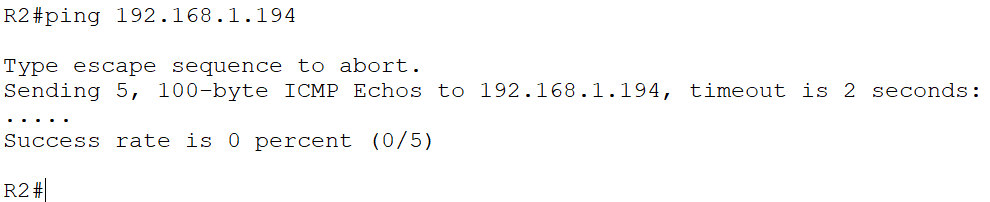 R2#ping 192.168.1.194
Type escape sequence to abort.
Sending 5, 100-byte ICMP Echos to 192.168.1.194, timeout is 2 seconds:
.....
Success rate is 0 percent (0/5)
R2#